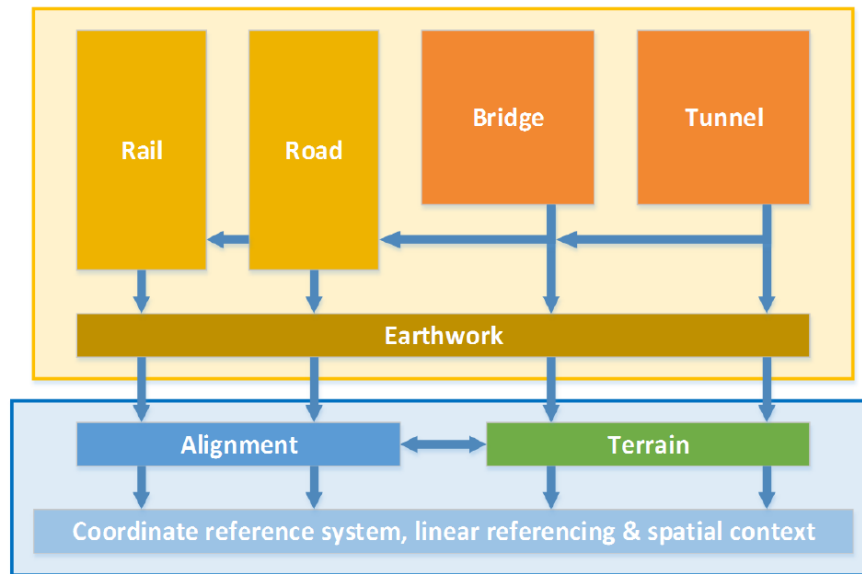 Rail
Road
Bridge
Tunnel
Earthwork
Alignment
Terrain
Coordinate reference system, linear referencing & spatial context